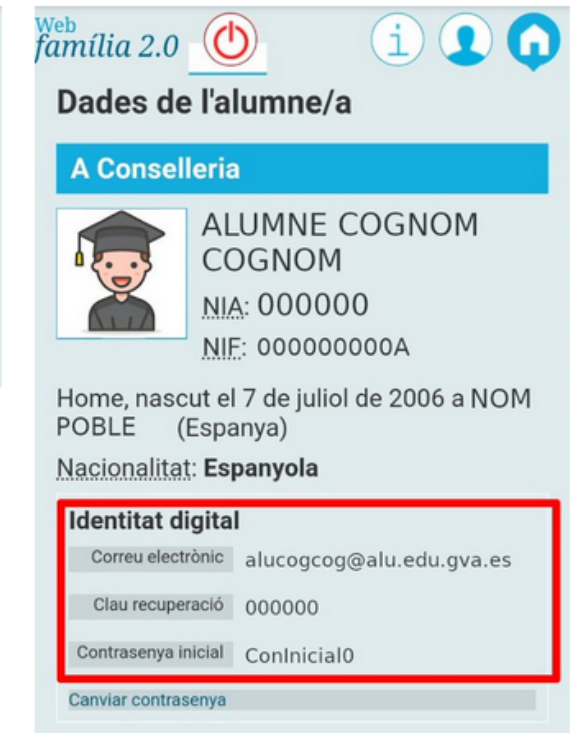 Web
família 2.0
i
Dades de l'alumne/a
A Conselleria
ALUMNE COGNOM
COGNOM
NIA: 000000
NIF: 000000000A
Home, nascut el 7 de juliol de 2006 a NOM
POBLE (Espanya)
Nacionalitat: Espanyola
Identitat digital
Correu electrònic alucogcog@alu.edu.gva.es
Clau recuperació 000000
Contrasenya inicial ConInicial0
Canviar contrasenya